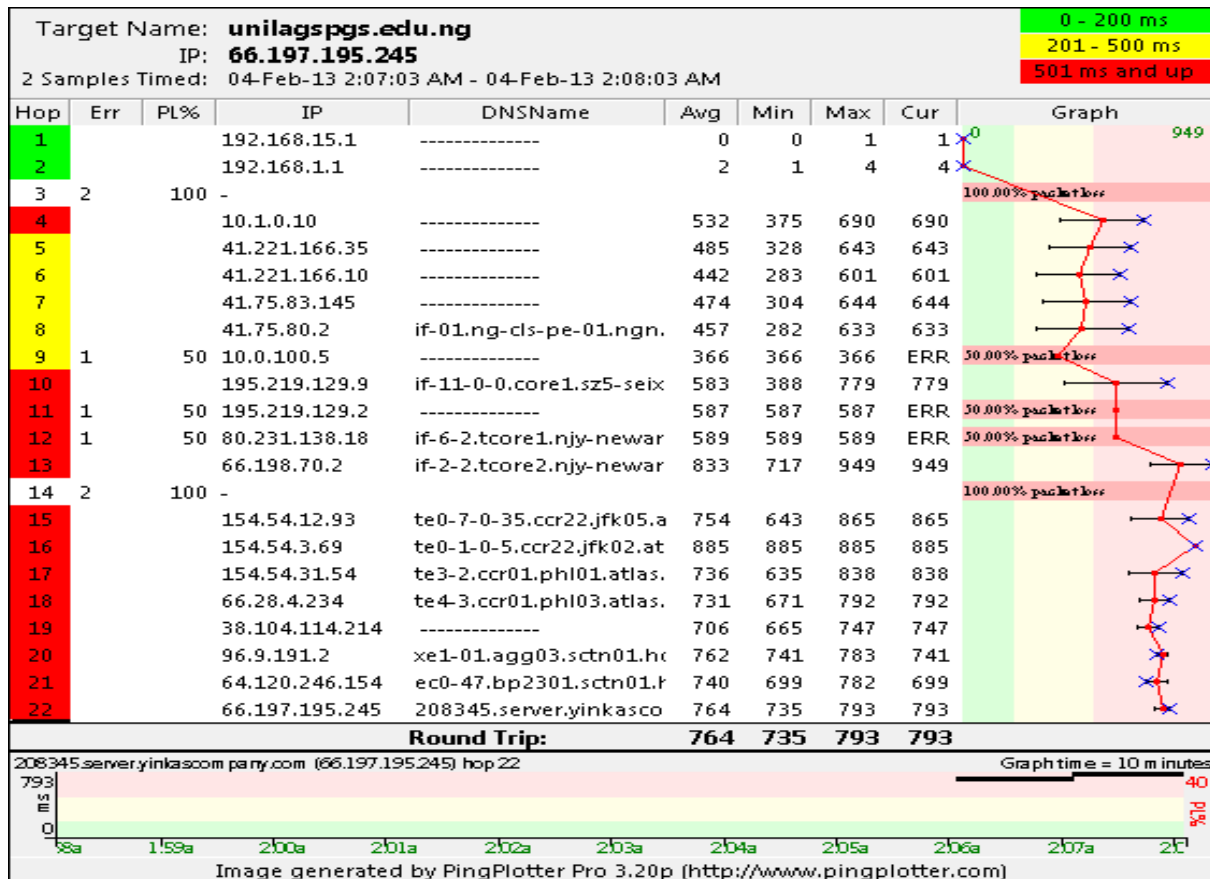 Target Name: unilagspgs.edu.ng
IP: 66.197.195.245
2 Samples Timed: 04-Feb-13 2:07:03 AM - 04-Feb-13 2:08:03 AM
0 - 200 ms
201 - 500 ms
501 ms and up
Hop Err PL% IP DNSName Avg Min Max Cur Graph
1 192.168.15.1 -------------- 0 0 1 1 0 949
2 192.168.1.1 -------------- 2 1 4 4
3 2 100 - 100.00% packet loss
4 10.1.0.10 -------------- 532 375 690 690
5 41.221.166.35 -------------- 485 328 643 643
6 41.221.166.10 -------------- 442 283 601 601
7 41.75.83.145 -------------- 474 304 644 644
8 41.75.80.2 if-01.ng-cls-pe-01.ngn. 457 282 633 633
9 1 50 10.0.100.5 -------------- 366 366 366 ERR 50.00% packet loss
10 195.219.129.9 if-11-0-0.core1.sz5-seix 583 388 779 779
11 1 50 195.219.129.2 -------------- 587 587 587 ERR 50.00% packet loss
12 1 50 80.231.138.18 if-6-2.tcore1.njy-newar 589 589 589 ERR 50.00% packet loss
13 66.198.70.2 if-2-2.tcore2.njy-newar 833 717 949 949
14 2 100 - 100.00% packet loss
15 154.54.12.93 te0-7-0-35.ccr22.jfk05.a 754 643 865 865
16 154.54.3.69 te0-1-0-5.ccr22.jfk02.at 885 885 885 885
17 154.54.31.54 te3-2.ccr01.phl01.atlas. 736 635 838 838
18 66.28.4.234 te4-3.ccr01.phl03.atlas. 731 671 792 792
19 38.104.114.214 -------------- 706 665 747 747
20 96.9.191.2 xe1-01.agg03.sctn01.hc 762 741 783 741
21 64.120.246.154 ec0-47.bp2301.sctn01.h 740 699 782 699
22 66.197.195.245 208345.server.yinkasco 764 735 793 793
Round Trip: 764 735 793 793
208345.server.yinkascompany.com (66.197.195.245) hop 22 Graph time = 10 minutes
793 40
ms PL%
0
58a 1:59a 2:00a 2:01a 2:02a 2:03a 2:04a 2:05a 2:06a 2:07a
Image generated by PingPlotter Pro 3.20p (http://www.pingplotter.com)